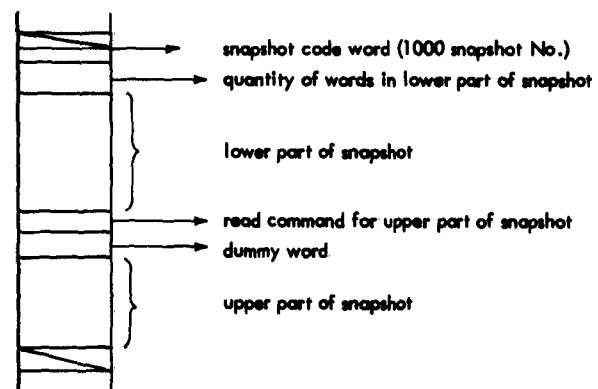 snapshot code word (1000 snapshot No.)
quantity of words in lower part of snapshot
lower part of snapshot
read command for upper part of snapshot
dummy word
upper part of snapshot